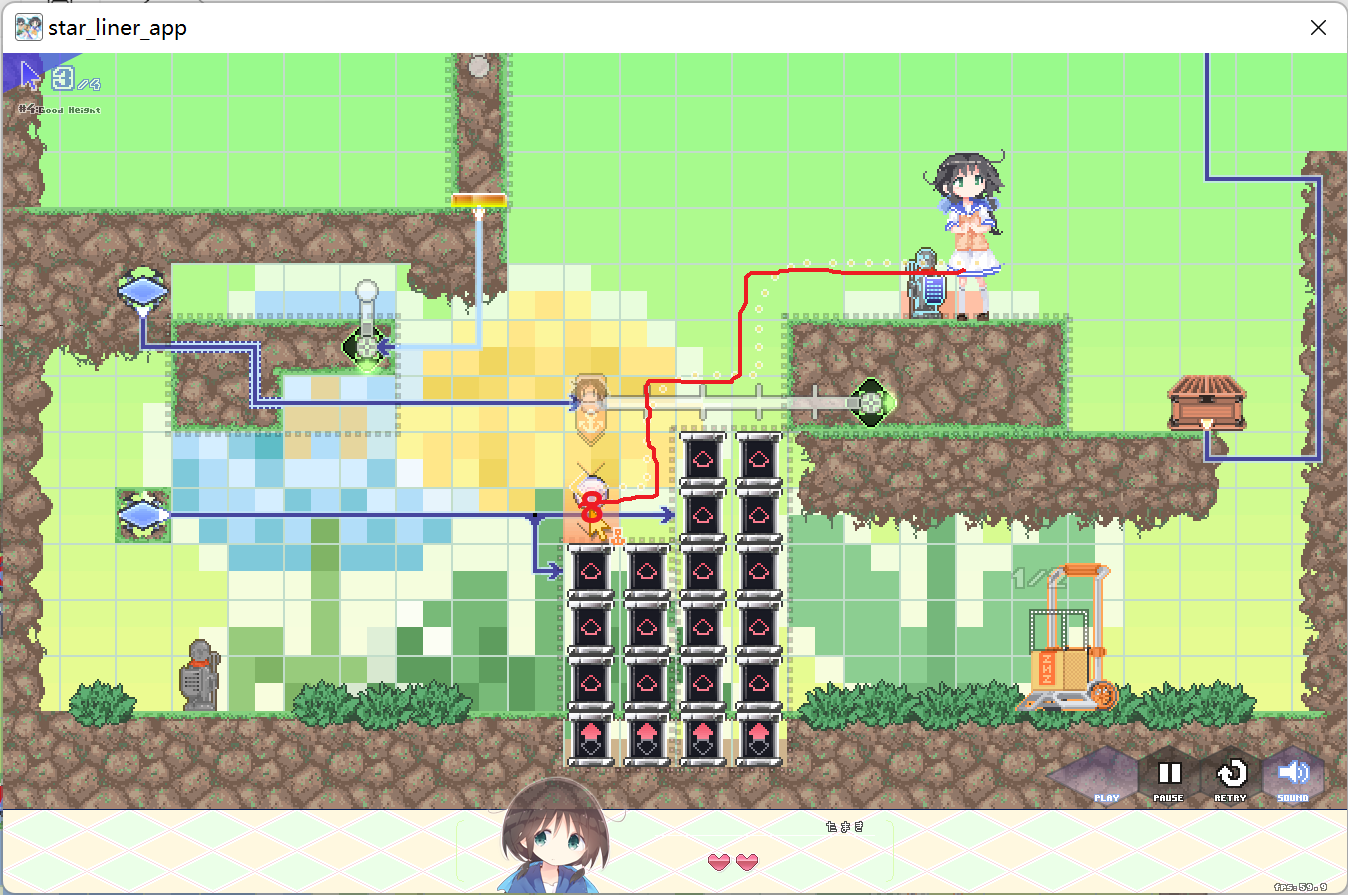 star_liner_app
3/4
#4:Good Height
8
1/2
ZHZ
PLAY
PAUSE
RETRY
SOUND
たまき
fps:59.9